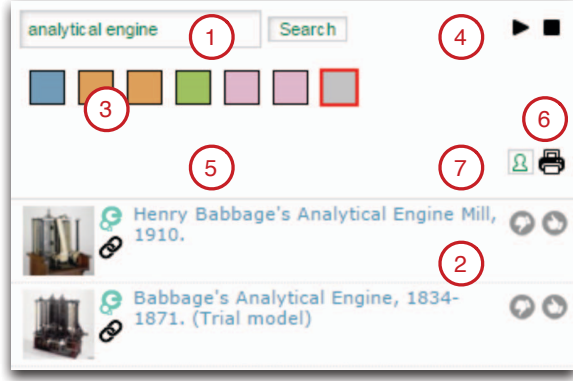 analytical engine 1 Search 4
3 6
5 7
Henry Babbage's Analytical Engine Mill,
1910.
2
Babbage's Analytical Engine, 1834-
1871. (Trial model)